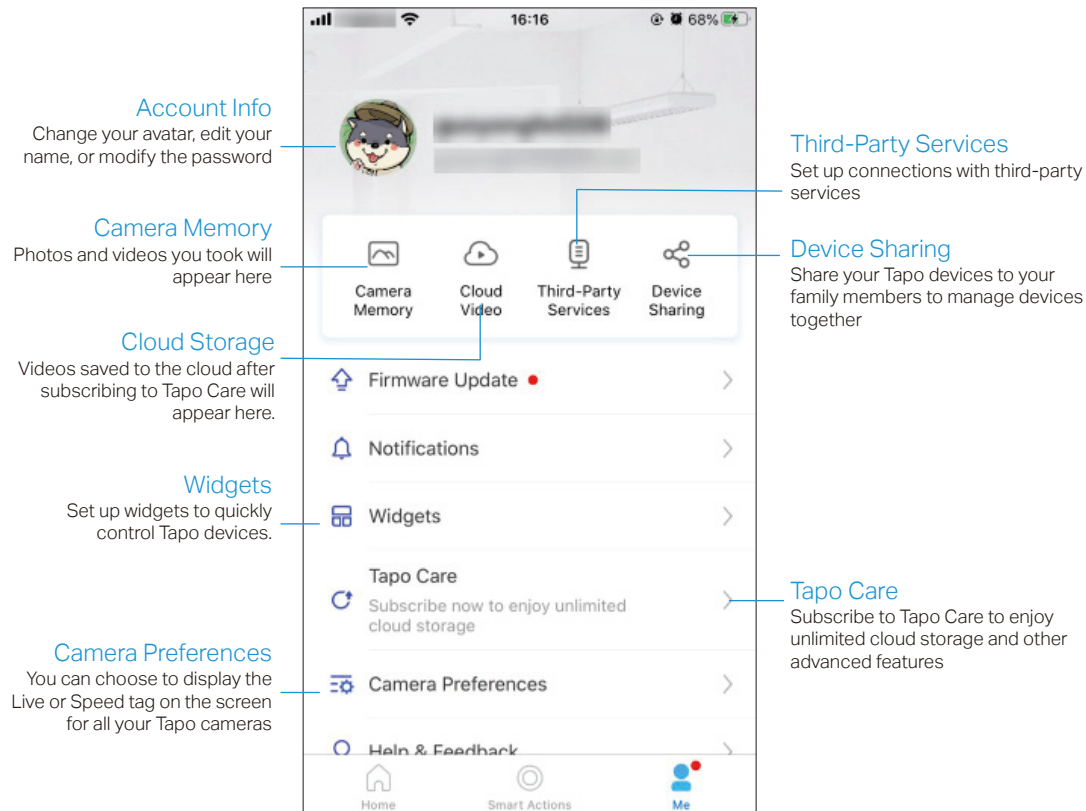 16:16
68%
Account Info
Change your avatar, edit your
name, or modify the password
Camera Memory
Photos and videos you took will
appear here
Cloud Storage
Videos saved to the cloud after
subscribing to Tapo Care will
appear here.
Widgets
Set up widgets to quickly
control Tapo devices.
Camera Preferences
You can choose to display the
Live or Speed tag on the screen
for all your Tapo cameras
Camera
Memory
Cloud
Video
Third-Party
Services
Device
Sharing
Firmware Update
Notifications
Widgets
Tapo Care
Subscribe now to enjoy unlimited
cloud storage
Camera Preferences
Help & Feedback
Home
Smart Actions
Me
Third-Party Services
Set up connections with third-party
services
Device Sharing
Share your Tapo devices to your
family members to manage devices
together
Tapo Care
Subscribe to Tapo Care to enjoy
unlimited cloud storage and other
advanced features